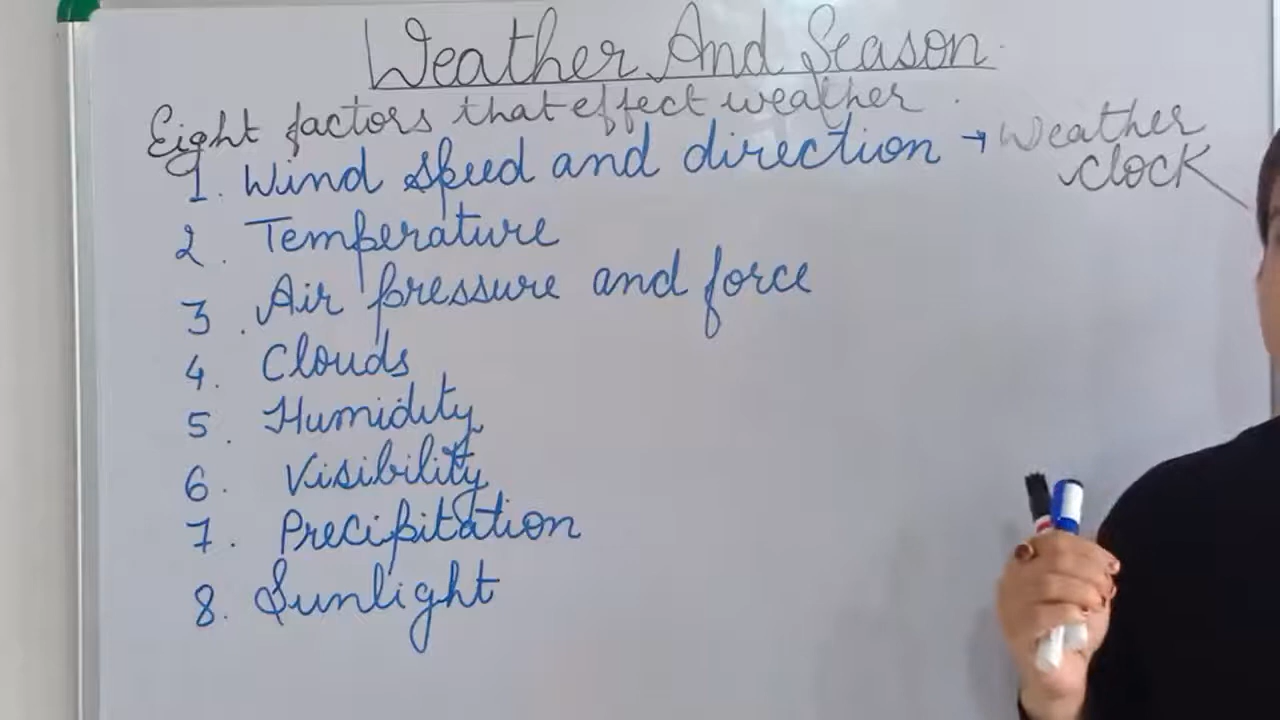 Weather And Season.
Eight factors that effect weather.
1. Wind speed and direction → Weather clock
2. Temperature
3. Air pressure and force
4. Clouds
5. Humidity
6. Visibility
7. Precipitation
8. Sunlight